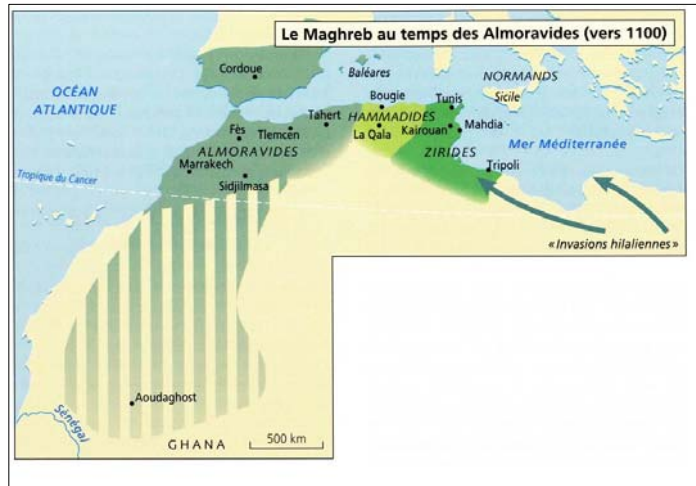 Le Maghreb au temps des Almoravides (vers 1100)
Cordoue
Baléares
NORMANDS
Sicile
OCÉAN
ATLANTIQUE
Bougie
Tunis
Tahert
HAMMADIDES
Fès
Tlemcen
La Qala
Kairouan
Mahdia
ALMORAVIDES
ZIRIDES
Mer Méditerranée
Marrakech
Tripoli
Tropique du Cancer
Sidjilmasa
« Invasions hilaliennes »
Aoudaghost
Sénégal
GHANA
500 km